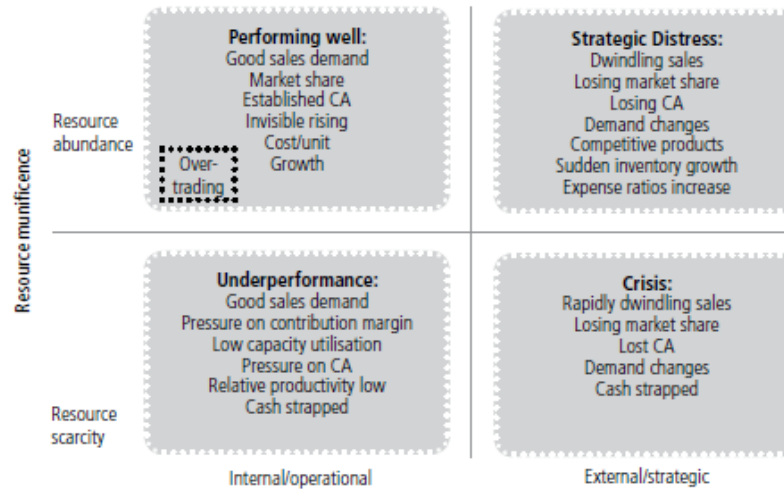 Performing well:
Good sales demand
Market share
Established CA
Invisible rising
Cost/unit
Growth
Over-
trading
Strategic Distress:
Dwindling sales
Losing market share
Losing CA
Demand changes
Competitive products
Sudden inventory growth
Expense ratios increase
Resource
abundance
Resource munificence
Underperformance:
Good sales demand
Pressure on contribution margin
Low capacity utilisation
Pressure on CA
Relative productivity low
Cash strapped
Crisis:
Rapidly dwindling sales
Losing market share
Lost CA
Demand changes
Cash strapped
Resource
scarcity
Internal/operational
External/strategic